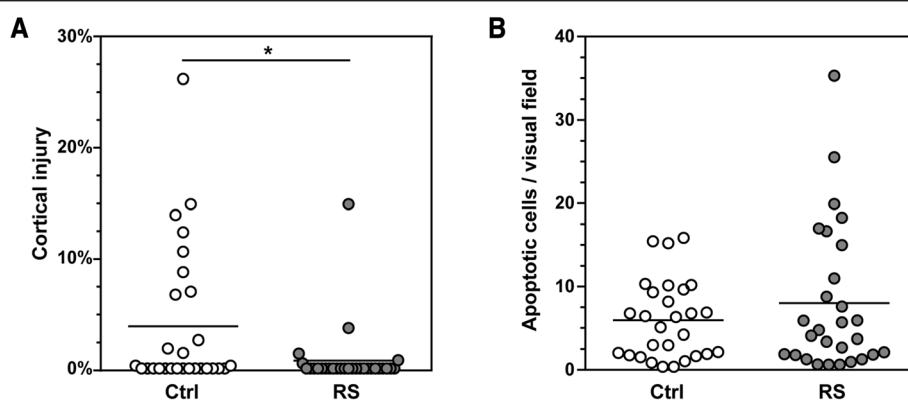 A
30%
20%
10%
0%
Cortical injury
*
Ctrl
RS
B
40
30
20
10
0
Apoptotic cells / visual field
Ctrl
RS